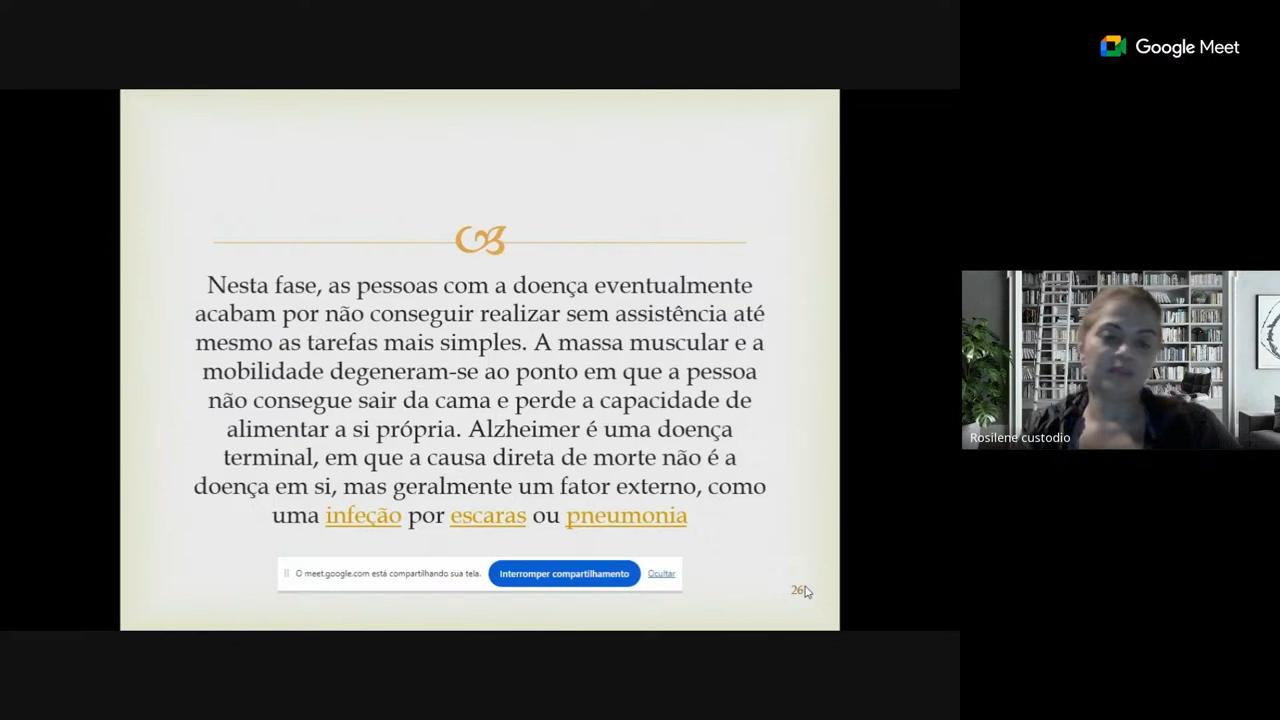 Google Meet
Nesta fase, as pessoas com a doença eventualmente
acabam por não conseguir realizar sem assistência até
mesmo as tarefas mais simples. A massa muscular e a
mobilidade degeneram-se ao ponto em que a pessoa
não consegue sair da cama e perde a capacidade de
alimentar a si própria. Alzheimer é uma doença
terminal, em que a causa direta de morte não é a
doença em si, mas geralmente um fator externo, como
uma infeção por escaras ou pneumonia
O meet.google.com está compartilhando sua tela. Interromper compartilhamento Ocultar
26
Rosilene custodio